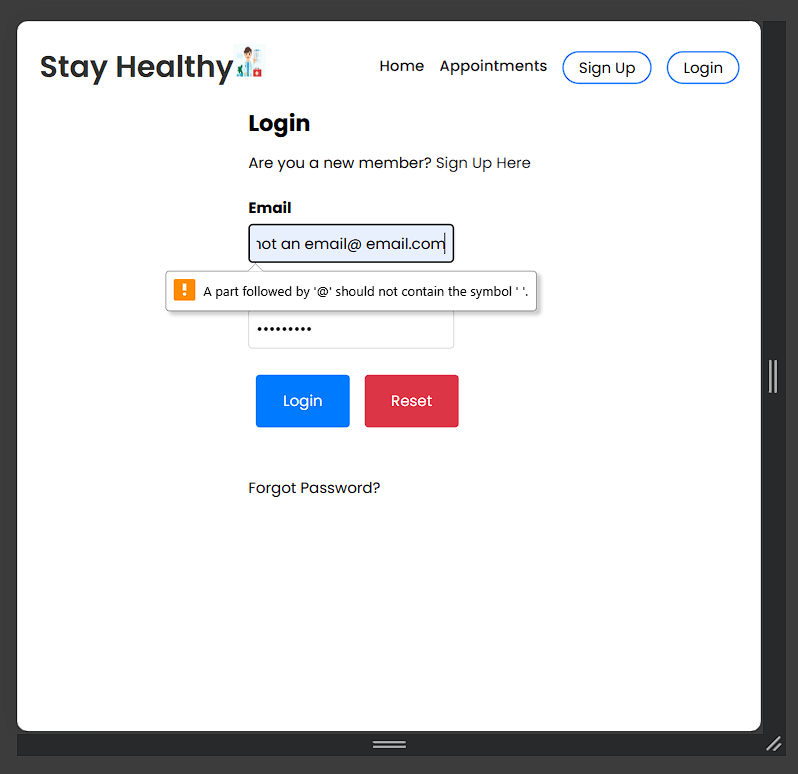 Stay Healthy
Home Appointments Sign Up Login
Login
Are you a new member? Sign Up Here
Email
not an email@ email.com
A part followed by '@' should not contain the symbol ' '.
•••••••••
Login Reset
Forgot Password?